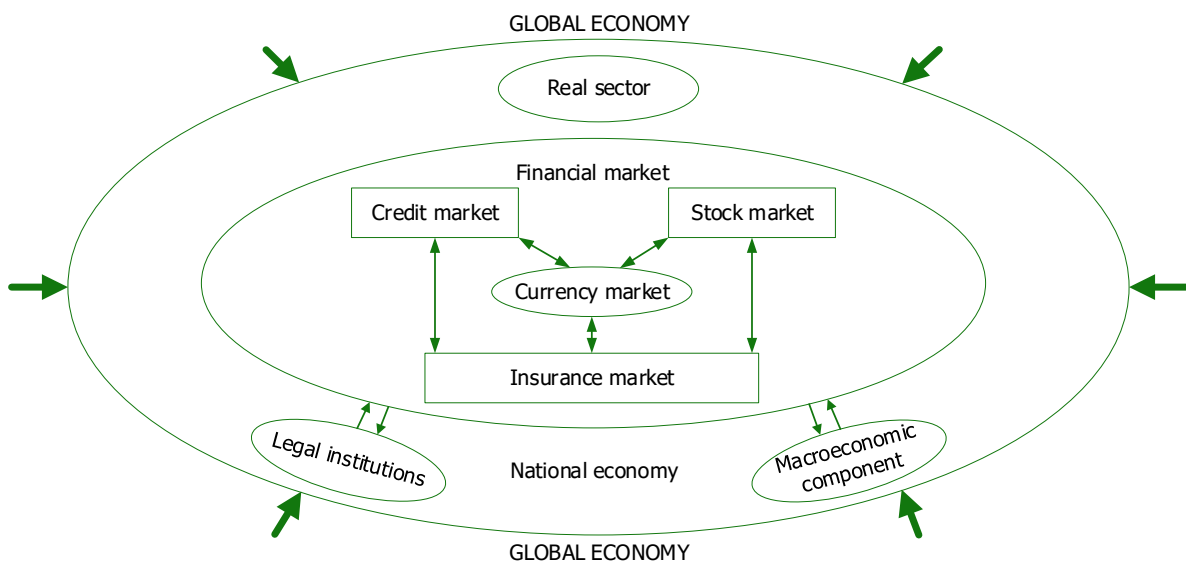 GLOBAL ECONOMY
Real sector
Financial market
Credit market
Stock market
Currency market
Insurance market
Legal institutions
National economy
Macroeconomic
component
GLOBAL ECONOMY